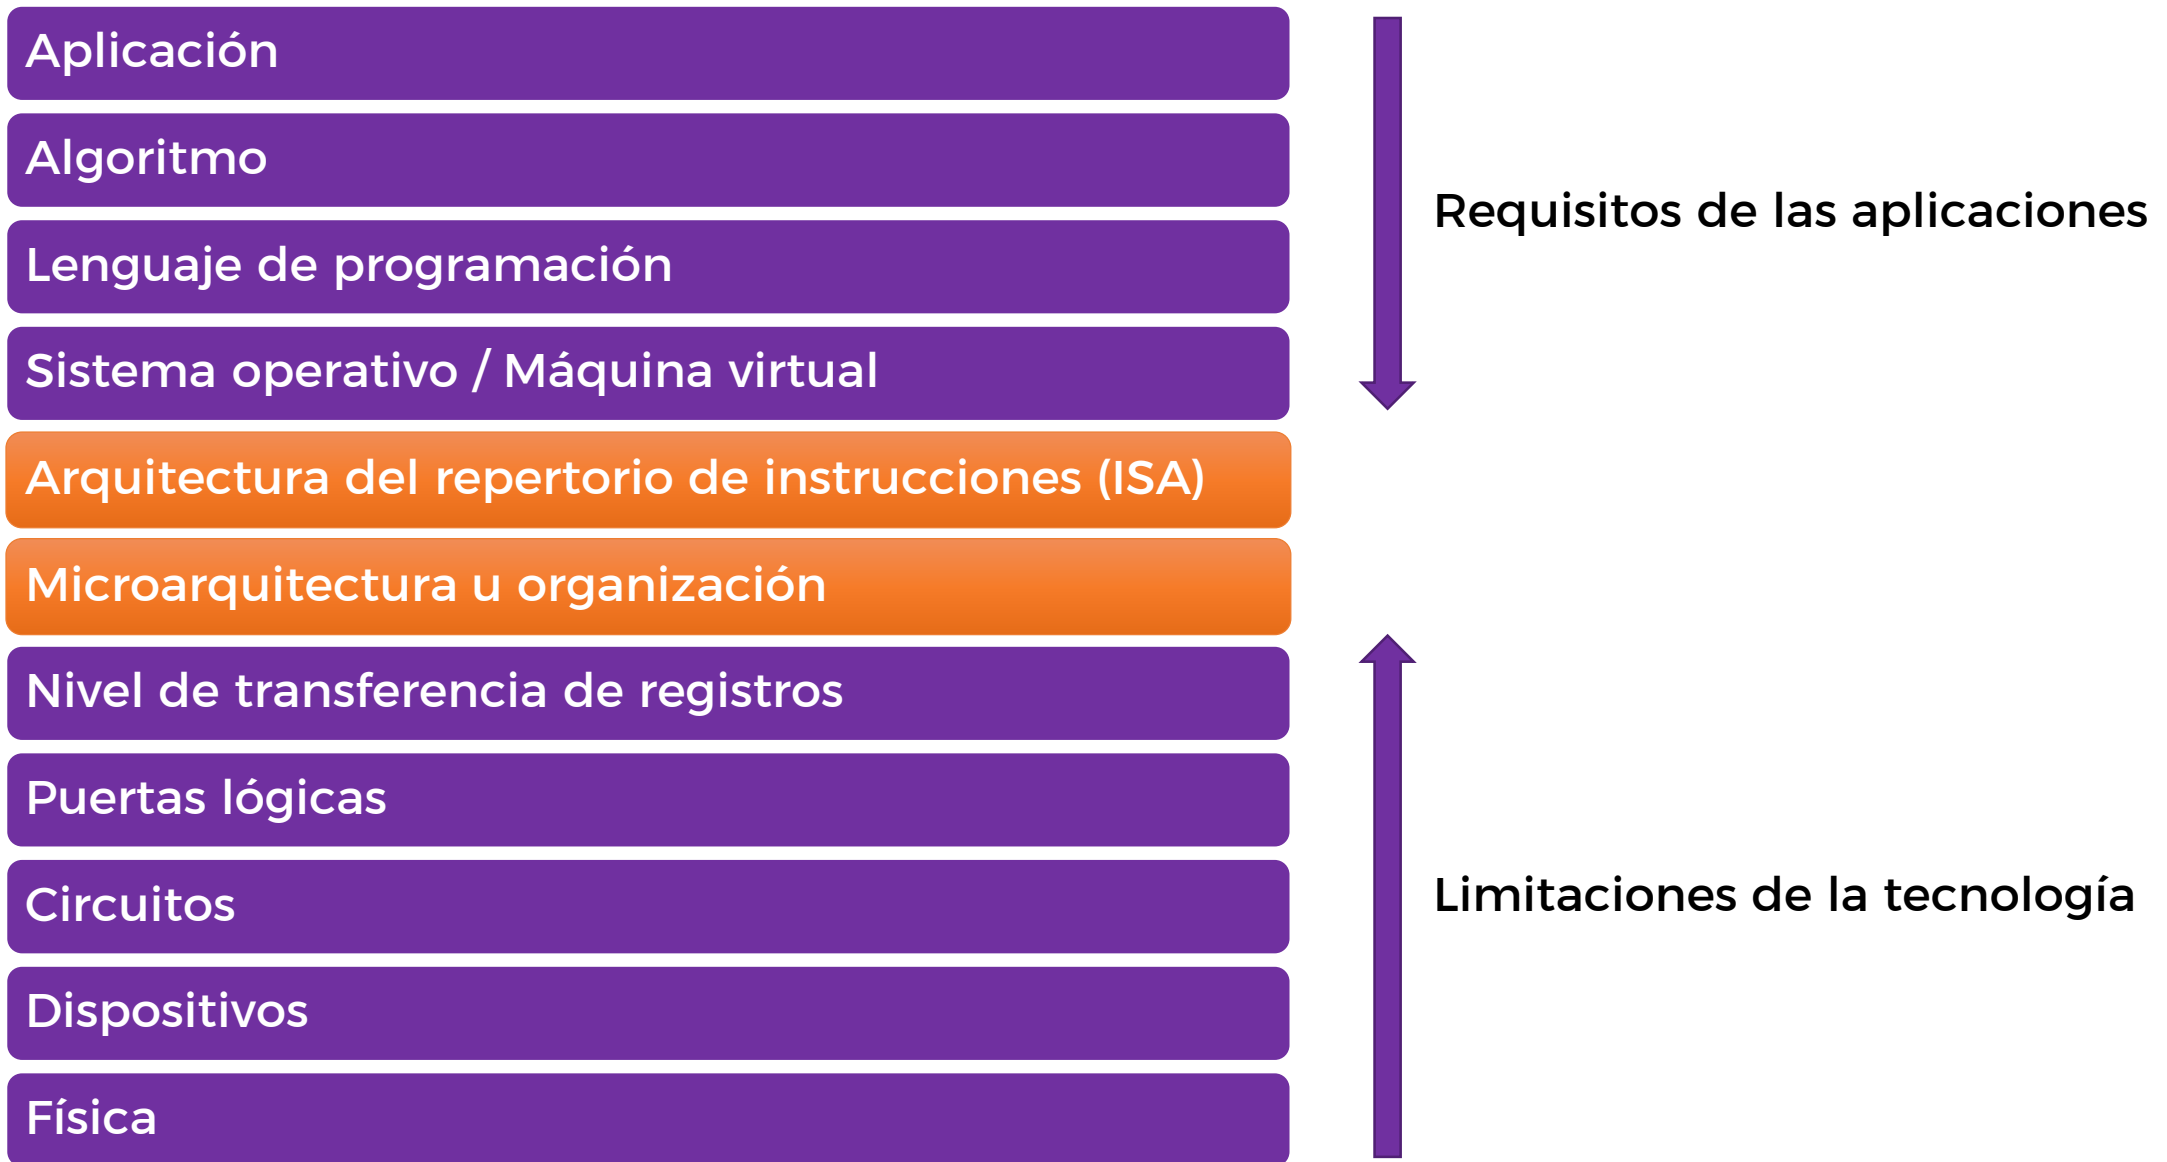 Aplicación
Algoritmo
Lenguaje de programación
Sistema operativo / Máquina virtual
Arquitectura del repertorio de instrucciones (ISA)
Microarquitectura u organización
Nivel de transferencia de registros
Puertas lógicas
Circuitos
Dispositivos
Física
Requisitos de las aplicaciones
Limitaciones de la tecnología